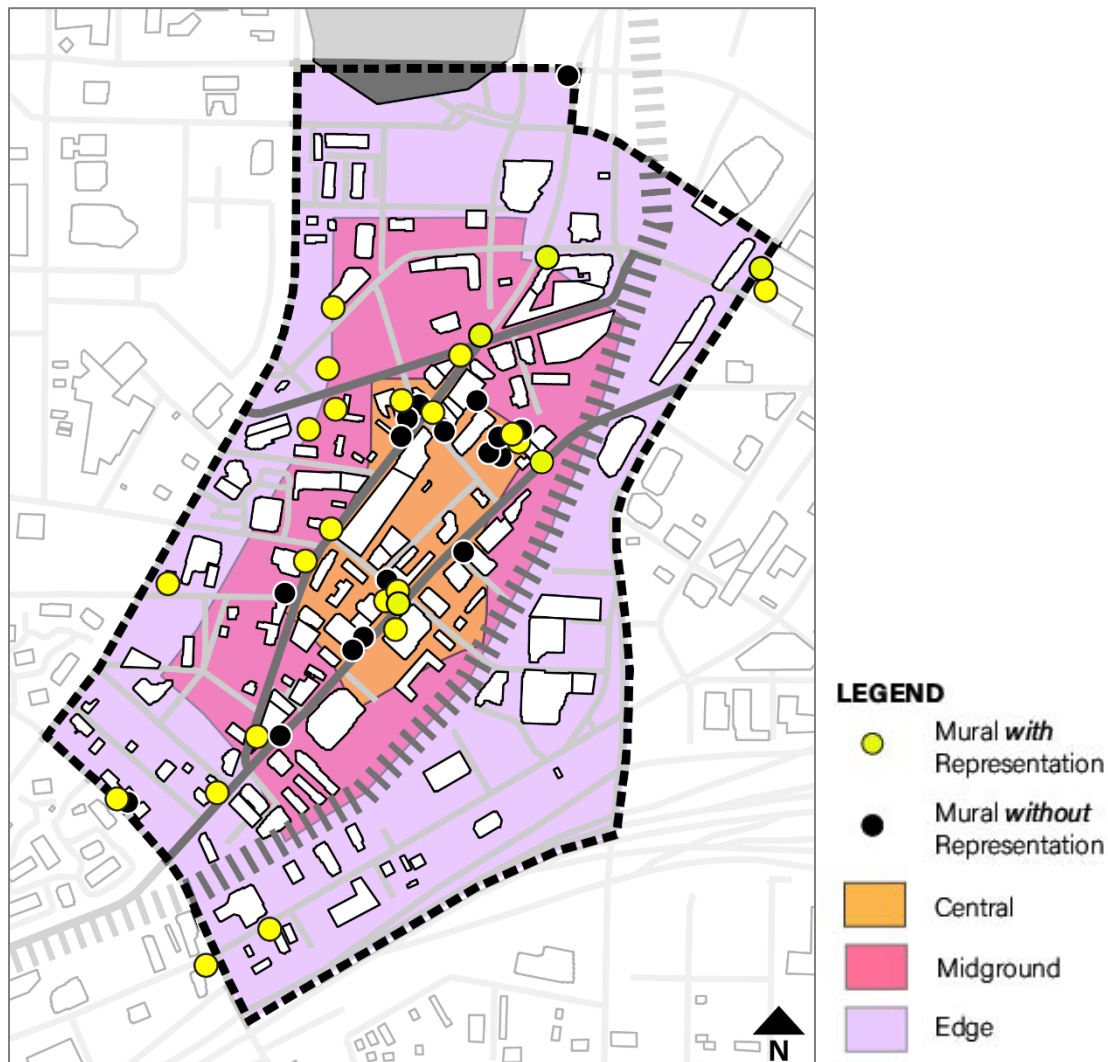 N
LEGEND
Mural with
Representation
Mural without
Representation
Central
Midground
Edge